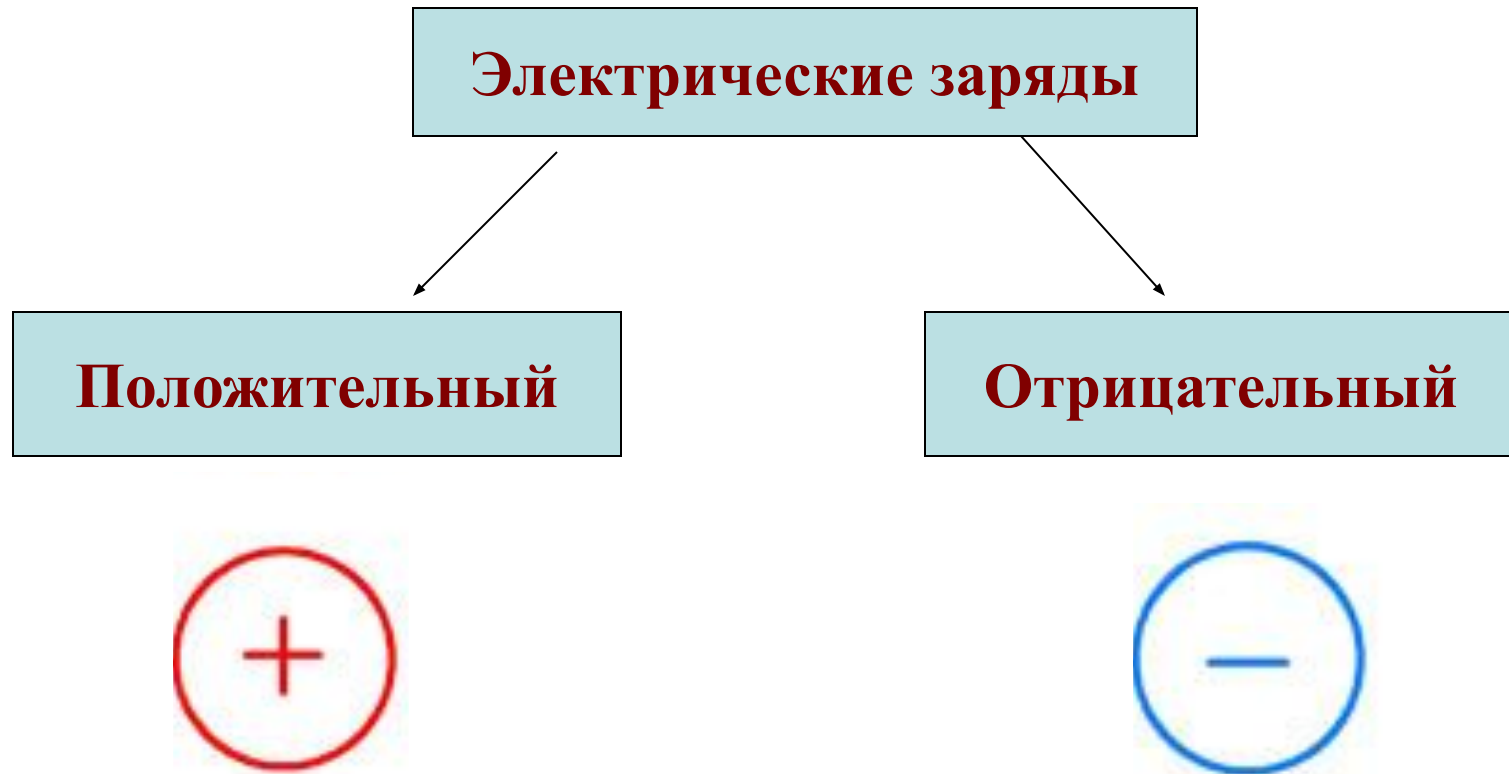 Электрические заряды
Положительный
Отрицательный
+
−